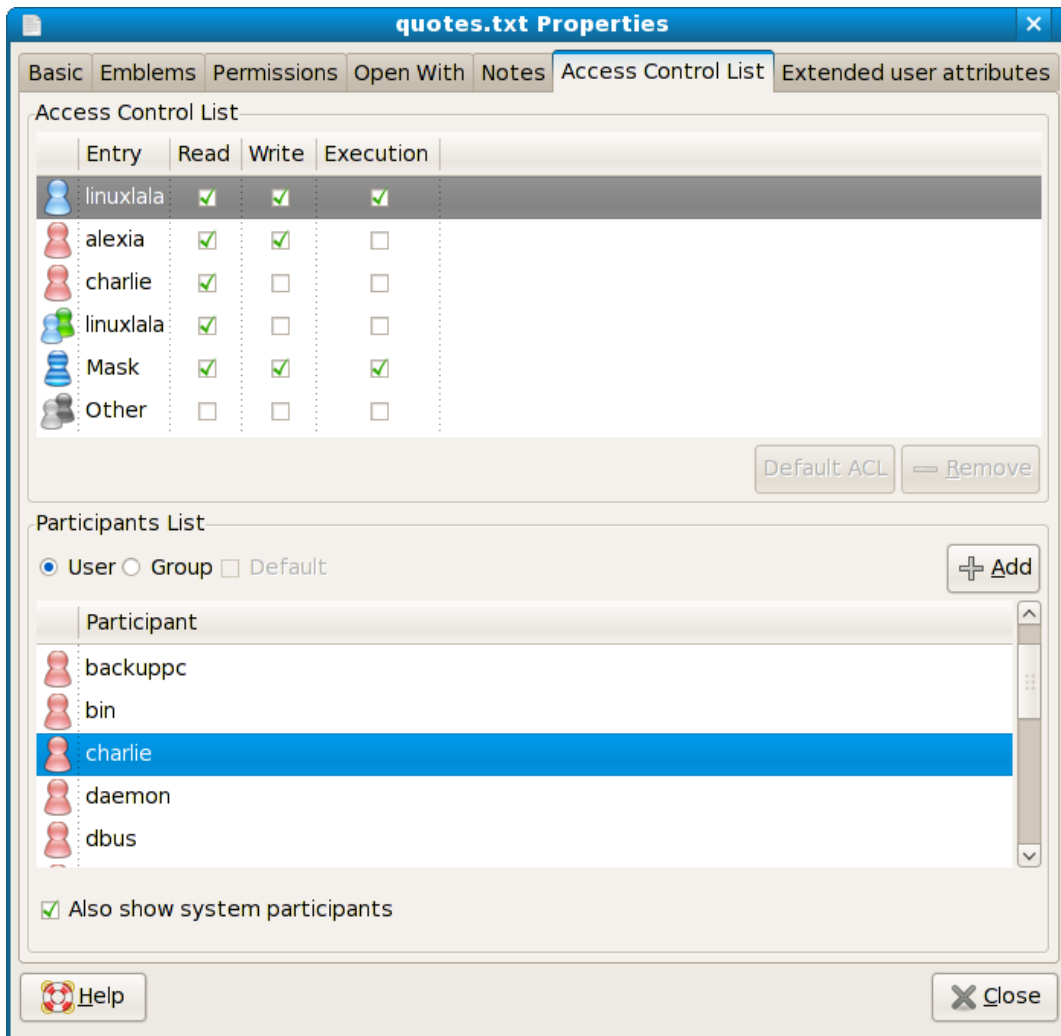 quotes.txt Properties
Basic Emblems Permissions Open With Notes Access Control List Extended user attributes
Access Control List
Entry Read Write Execution
linuxlala
alexia
charlie
linuxlala
Mask
Other
Default ACL Remove
Participants List
User Group Default Add
Participant
backuppc
bin
charlie
daemon
dbus
Also show system participants
Help Close